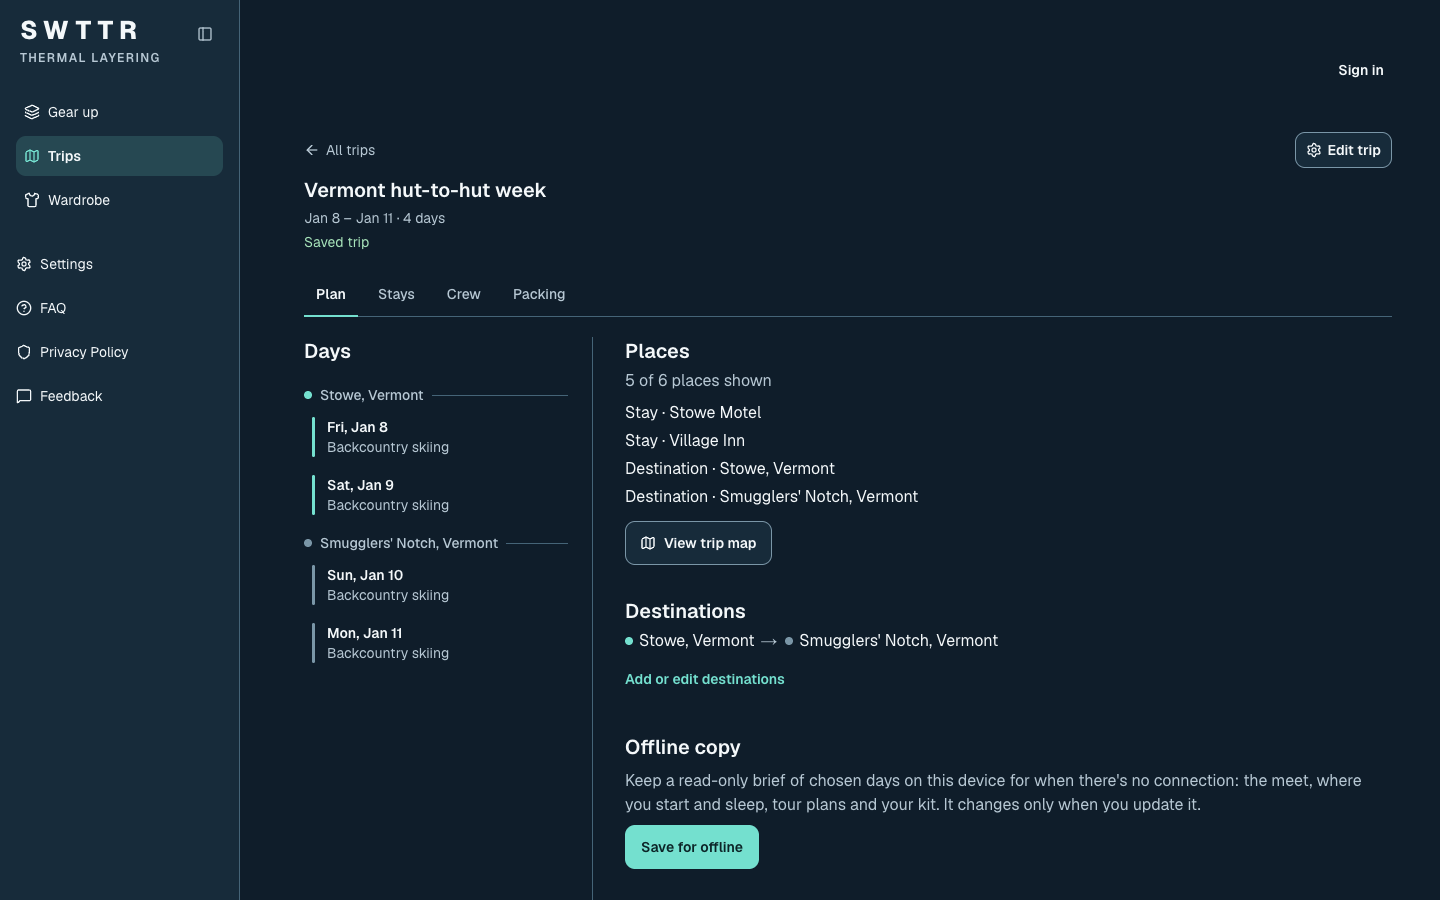 SWTTR
THERMAL LAYERING
Gear up
Trips
Wardrobe
Settings
FAQ
Privacy Policy
Feedback
Sign in
All trips
Edit trip
Vermont hut-to-hut week
Jan 8 – Jan 11 · 4 days
Saved trip
Plan
Stays
Crew
Packing
Days
Stowe, Vermont
Fri, Jan 8
Backcountry skiing
Sat, Jan 9
Backcountry skiing
Smugglers' Notch, Vermont
Sun, Jan 10
Backcountry skiing
Mon, Jan 11
Backcountry skiing
Places
5 of 6 places shown
Stay · Stowe Motel
Stay · Village Inn
Destination · Stowe, Vermont
Destination · Smugglers' Notch, Vermont
View trip map
Destinations
Stowe, Vermont → Smugglers' Notch, Vermont
Add or edit destinations
Offline copy
Keep a read-only brief of chosen days on this device for when there's no connection: the meet, where
you start and sleep, tour plans and your kit. It changes only when you update it.
Save for offline